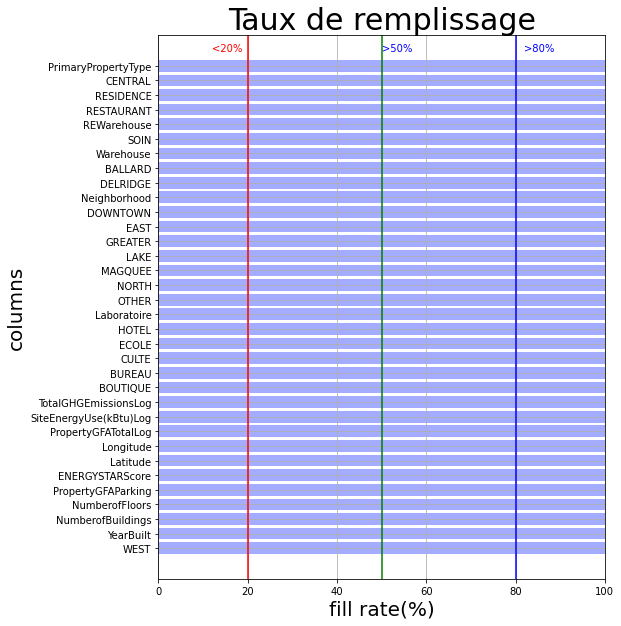 Taux de remplissage
<20% >50% >80%
PrimaryPropertyType
CENTRAL
RESIDENCE
RESTAURANT
REWarehouse
SOIN
Warehouse
BALLARD
DELRIDGE
Neighborhood
DOWNTOWN
EAST
GREATER
LAKE
MAGQUEE
NORTH
OTHER
Laboratoire
HOTEL
ECOLE
CULTE
BUREAU
BOUTIQUE
TotalGHGEmissionsLog
SiteEnergyUse(kBtu)Log
PropertyGFATotalLog
Longitude
Latitude
ENERGYSTARScore
PropertyGFAParking
NumberofFloors
NumberofBuildings
YearBuilt
WEST
columns
0 20 40 60 80 100
fill rate(%)